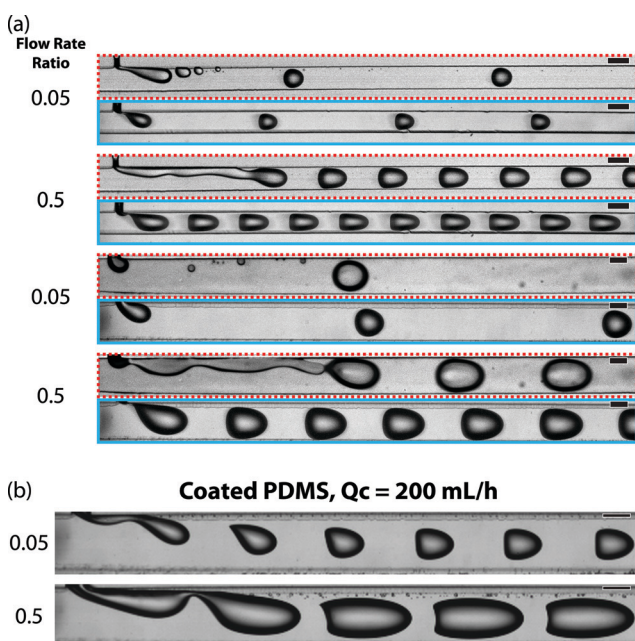 (a)
Flow Rate
Ratio
0.05
0.5
0.05
0.5
(b)
Coated PDMS, Qc = 200 mL/h
0.05
0.5